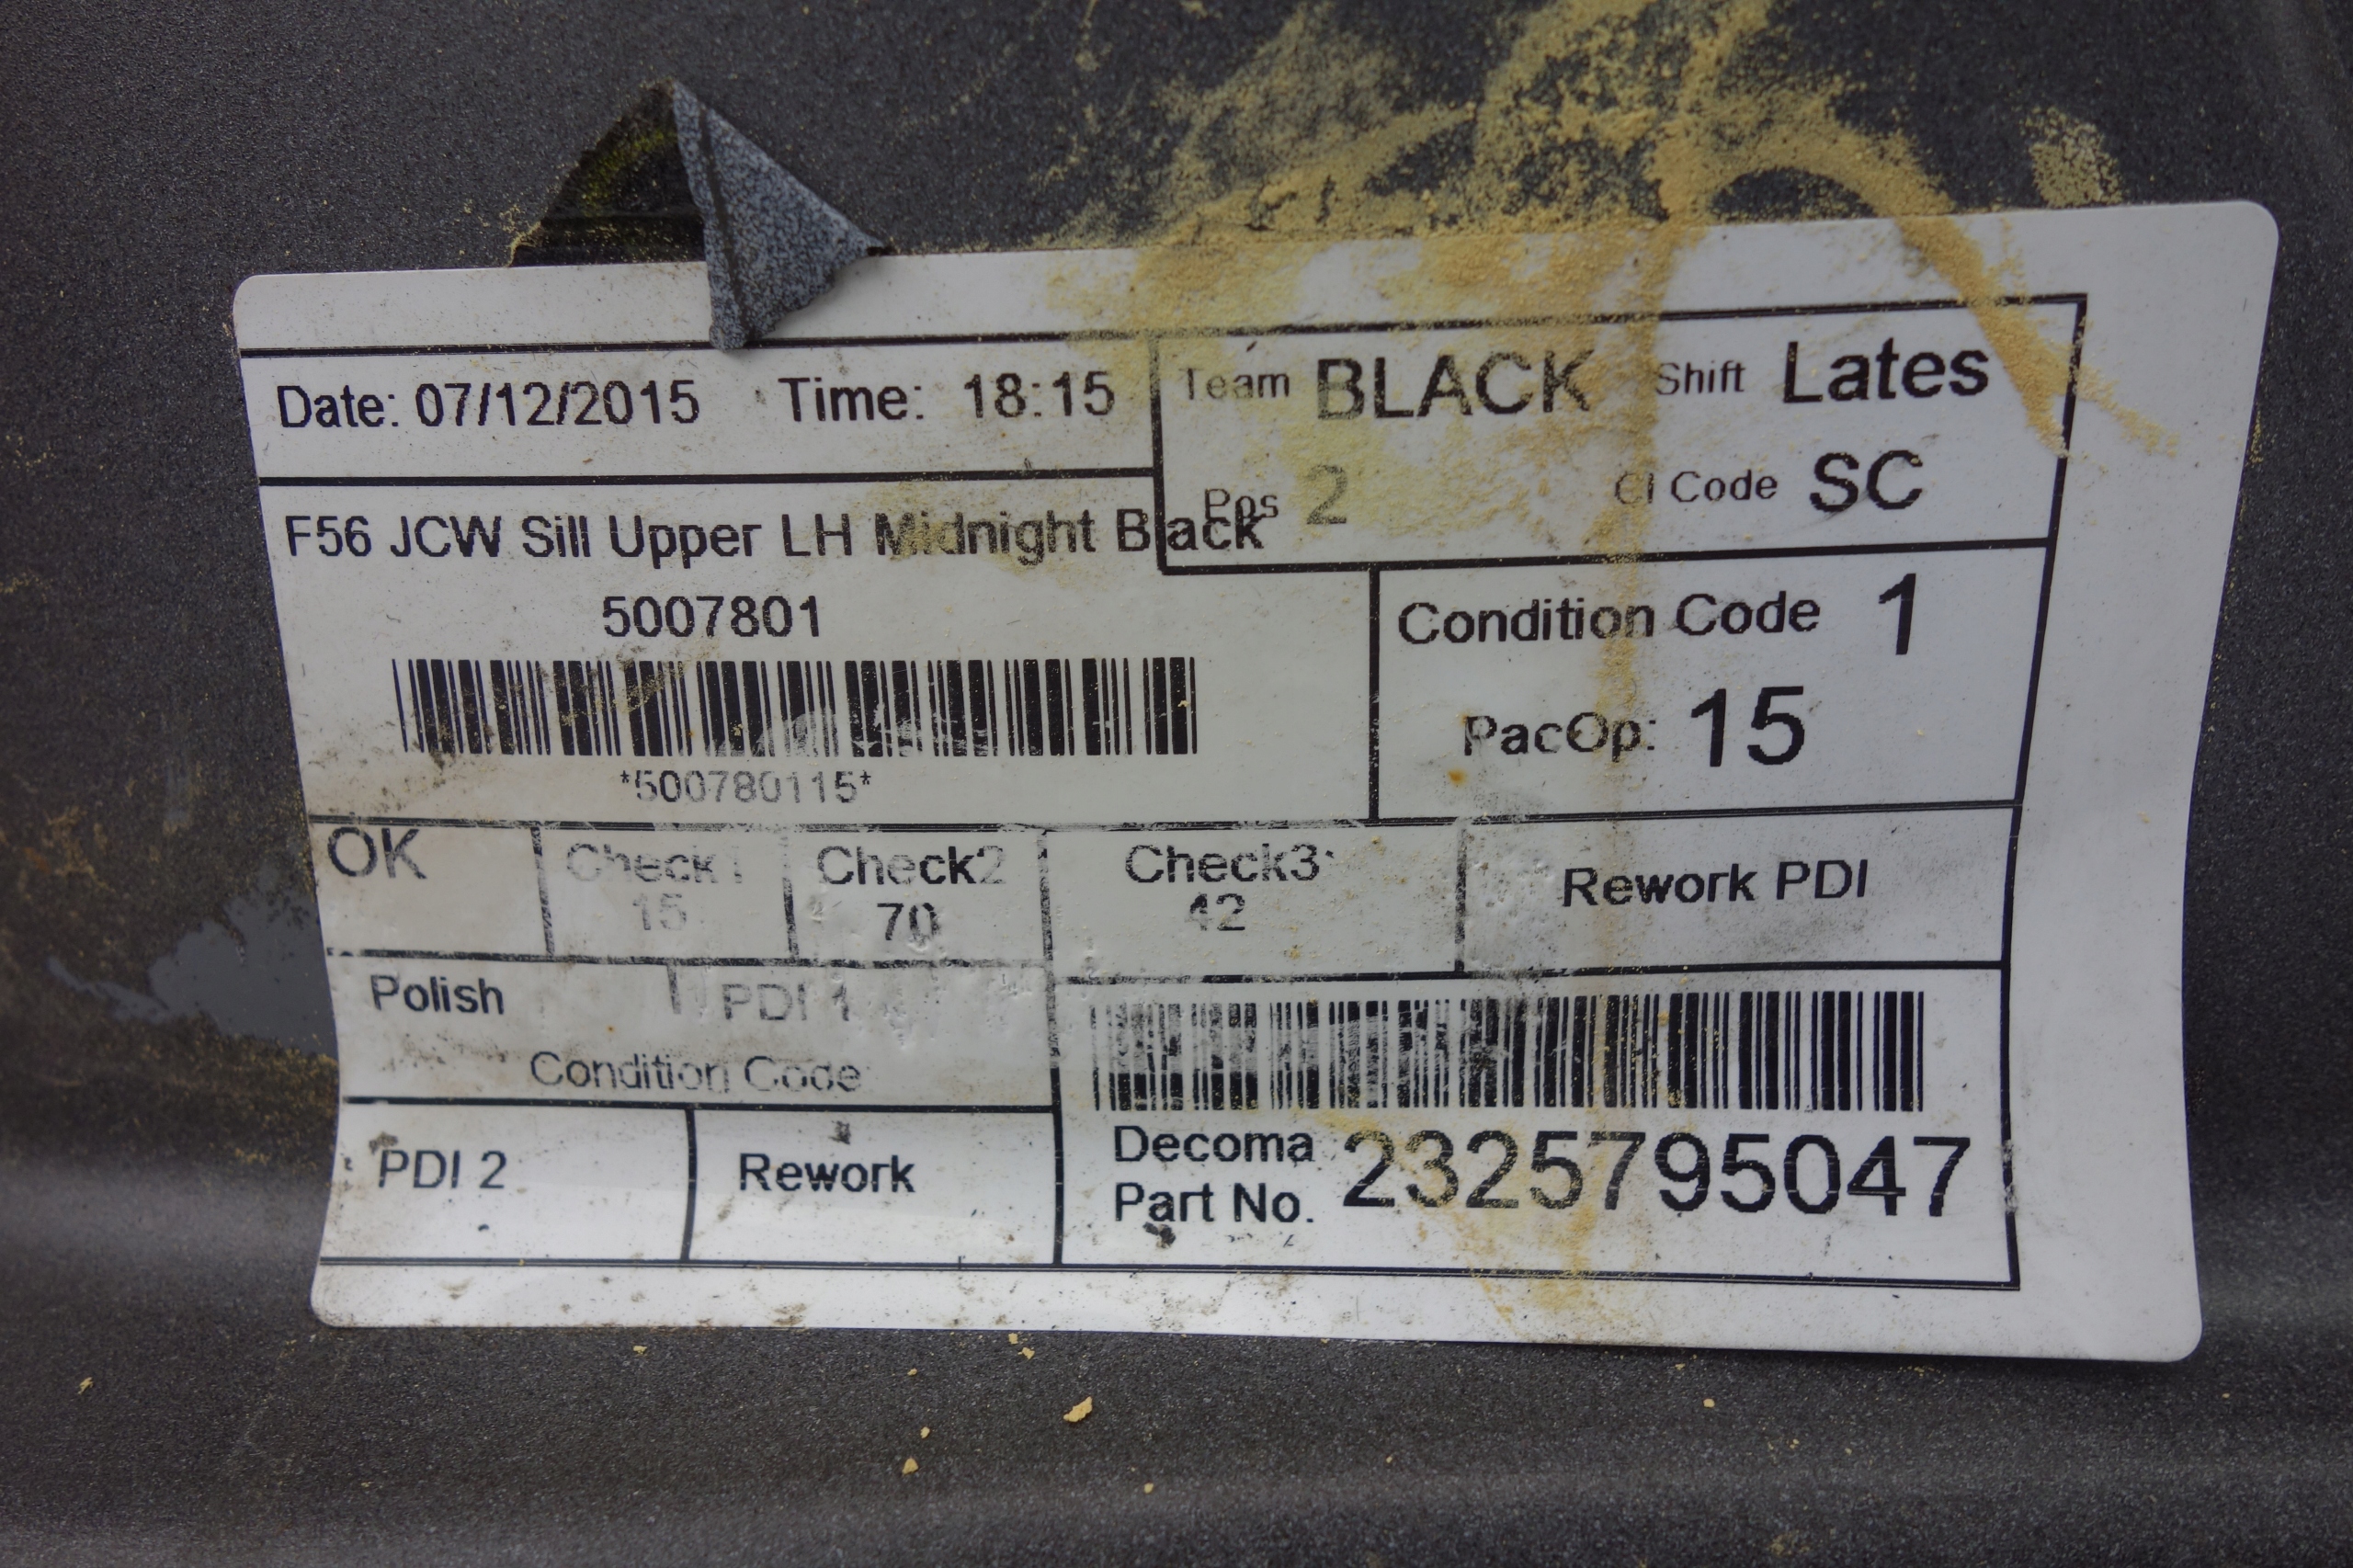 Date: 07/12/2015 Time: 18:15
Team BLACK Shift Lates
Pos 2 CI Code SC
F56 JCW Sill Upper LH Midnight Black
5007801
*500780115*
Condition Code 1
PacOp: 15
OK
Check1
15
Check2
70
Check3
42
Rework PDI
Polish
PDI 1
Condition Code
PDI 2
Rework
Decoma
Part No. 2325795047